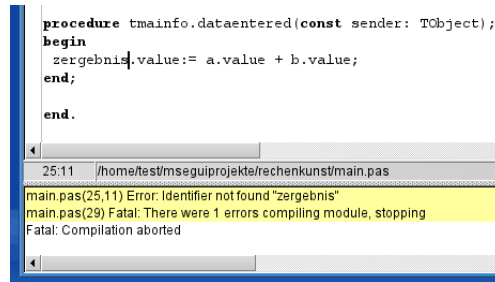 procedure tmainfo.dataentered(const sender: TObject);
begin
zergebnis.value:= a.value + b.value;
end;
end.
25:11 /home/test/mseguiprojekte/rechenkunst/main.pas
main.pas(25,11) Error: Identifier not found "zergebnis"
main.pas(29) Fatal: There were 1 errors compiling module, stopping
Fatal: Compilation aborted